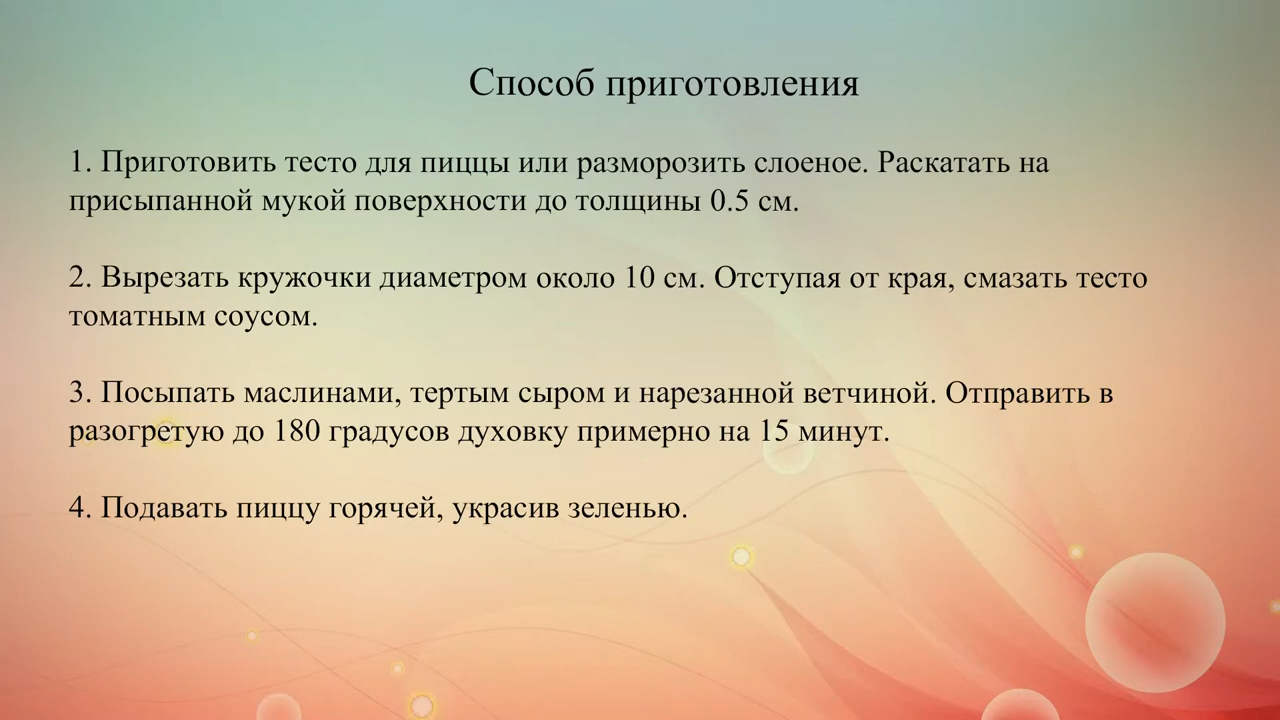 Способ приготовления
1. Приготовить тесто для пиццы или разморозить слоеное. Раскатать на
присыпанной мукой поверхности до толщины 0.5 см.
2. Вырезать кружочки диаметром около 10 см. Отступая от края, смазать тесто
томатным соусом.
3. Посыпать маслинами, тертым сыром и нарезанной ветчиной. Отправить в
разогретую до 180 градусов духовку примерно на 15 минут.
4. Подавать пиццу горячей, украсив зеленью.